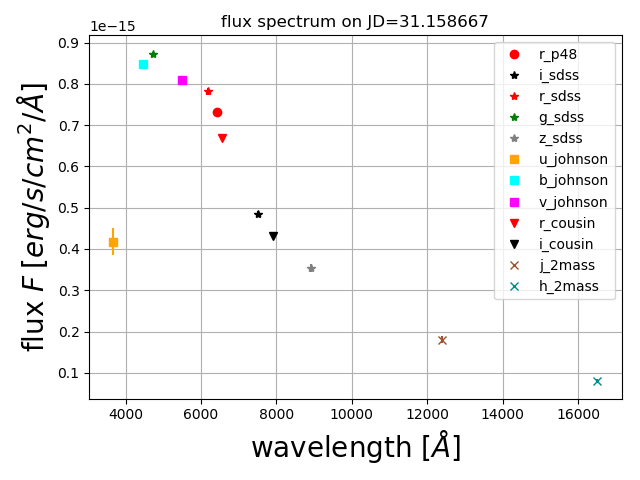 flux spectrum on JD=31.158667
1e−15
0.9
0.8
0.7
0.6
0.5
0.4
0.3
0.2
0.1
flux F [erg/s/cm²/Å]
4000 6000 8000 10000 12000 14000 16000
wavelength [Å]
r_p48
i_sdss
r_sdss
g_sdss
z_sdss
u_johnson
b_johnson
v_johnson
r_cousin
i_cousin
j_2mass
h_2mass